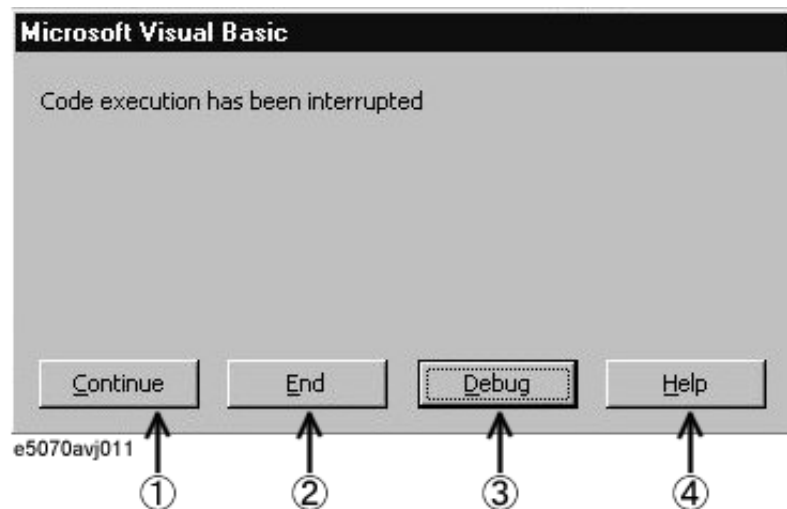 Microsoft Visual Basic
Code execution has been interrupted
Continue End Debug Help
e5070avj011
① ② ③ ④